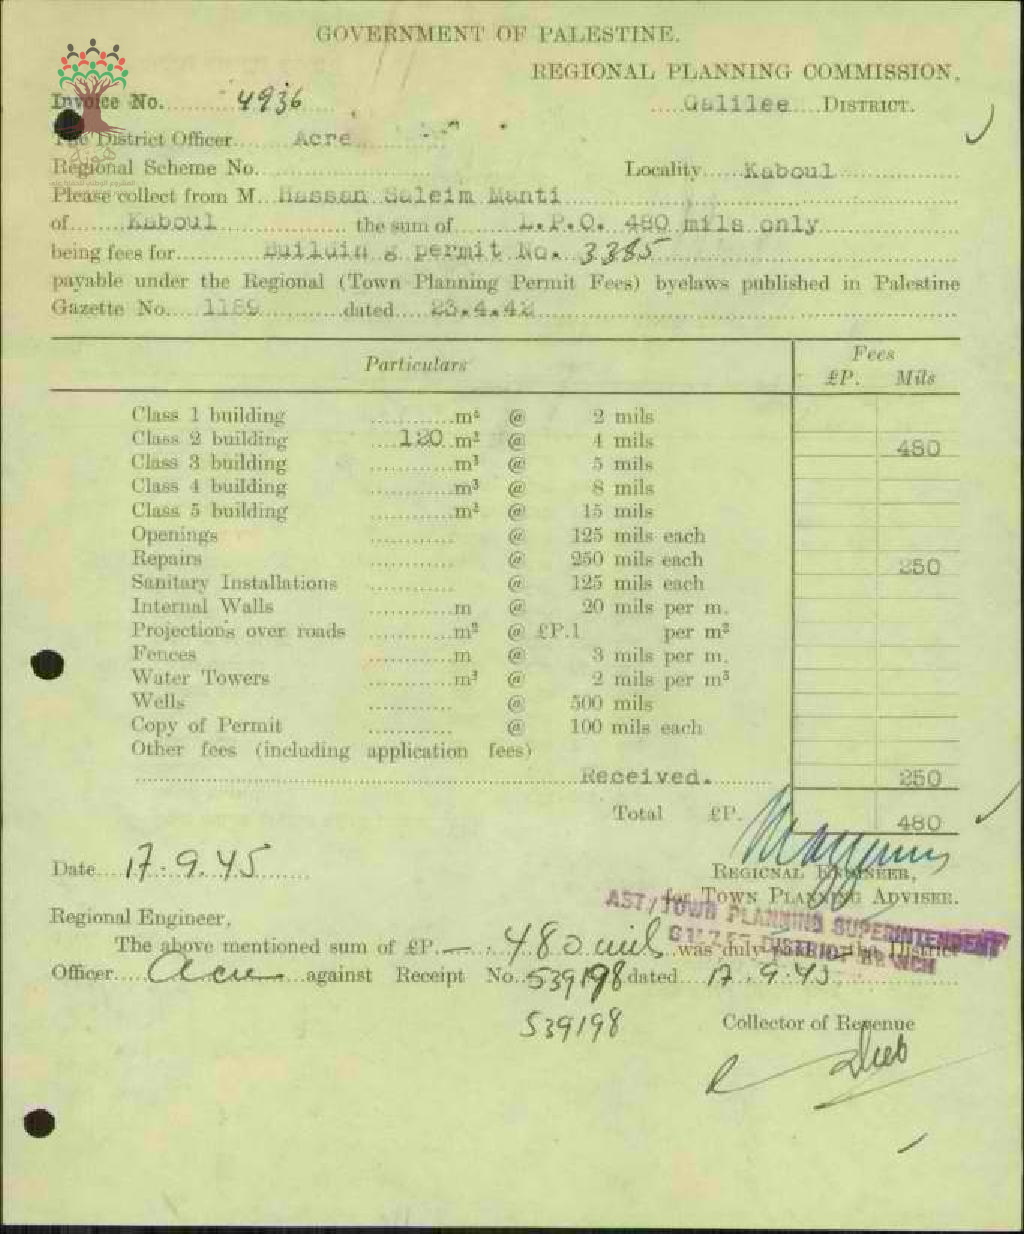 GOVERNMENT OF PALESTINE.
REGIONAL PLANNING COMMISSION,
Invoice No. 4936 Galilee DISTRICT.
The District Officer Acre
Regional Scheme No. Locality Kaboul
Please collect from M. Hassan Saleim Manti
of Kaboul the sum of L.P.O. 480 mils only
being fees for Buildin g permit No. 3385
payable under the Regional (Town Planning Permit Fees) byelaws published in Palestine
Gazette No. 1189 dated 23.4.42
Particulars Fees
£P. Mils
Class 1 building m² @ 2 mils
Class 2 building 120 m² @ 4 mils 480
Class 3 building m³ @ 5 mils
Class 4 building m³ @ 8 mils
Class 5 building m² @ 15 mils
Openings @ 125 mils each
Repairs @ 250 mils each 250
Sanitary Installations @ 125 mils each
Internal Walls m @ 20 mils per m.
Projections over roads m² @ £P.1 per m²
Fences m @ 3 mils per m.
Water Towers m³ @ 2 mils per m³
Wells @ 500 mils
Copy of Permit @ 100 mils each
Other fees (including application fees)
Received. 250
Total £P. 480
Date 17.9.45 REGIONAL ENGINEER,
for TOWN PLANNING ADVISER.
AST/TOWN PLANNING SUPERINTENDENT
DISTRICT BRANCH
Regional Engineer,
The above mentioned sum of £P. — . 480 mils was duly paid to the District
Officer Acre against Receipt No. 539198 dated 17.9.45
539198 Collector of Revenue